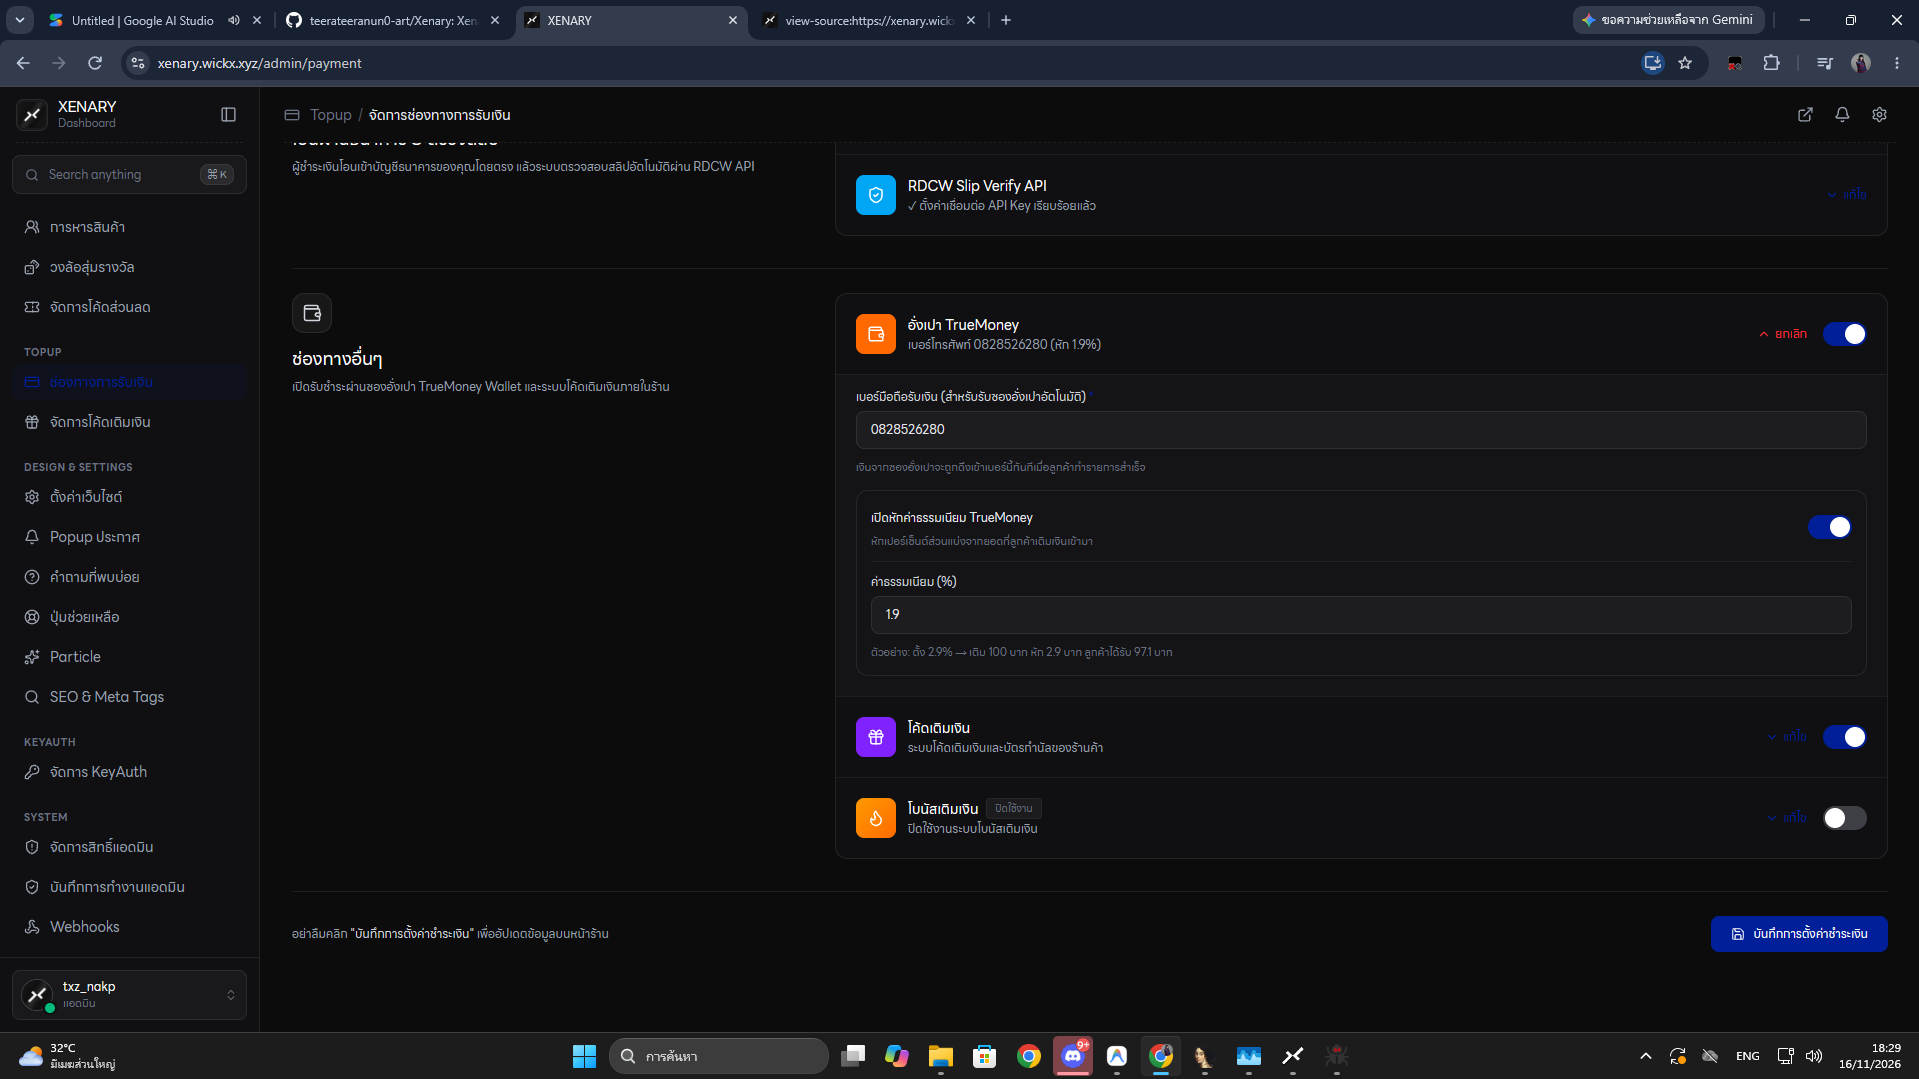 Untitled | Google AI Studio
teerateeranun0-art/Xenary: Xen
XENARY
view-source:https://xenary.wick
ขอความช่วยเหลือจาก Gemini
xenary.wickx.xyz/admin/payment
XENARY
Dashboard
Search anything
⌘ K
การหารสินค้า
วงล้อสุ่มรางวัล
จัดการโค้ดส่วนลด
TOPUP
ช่องทางการรับเงิน
จัดการโค้ดเติมเงิน
DESIGN & SETTINGS
ตั้งค่าเว็บไซต์
Popup ประกาศ
คำถามที่พบบ่อย
ปุ่มช่วยเหลือ
Particle
SEO & Meta Tags
KEYAUTH
จัดการ KeyAuth
SYSTEM
จัดการสิทธิ์แอดมิน
บันทึกการทำงานแอดมิน
Webhooks
txz_nakp
แอดมิน
Topup / จัดการช่องทางการรับเงิน
ผู้ชำระเงินโอนเข้าบัญชีธนาคารของคุณโดยตรง แล้วระบบตรวจสอบสลิปอัตโนมัติผ่าน RDCW API
RDCW Slip Verify API
✓ ตั้งค่าเชื่อมต่อ API Key เรียบร้อยแล้ว
แก้ไข
ช่องทางอื่นๆ
เปิดรับชำระผ่านซองอั่งเปา TrueMoney Wallet และระบบโค้ดเติมเงินภายในร้าน
อั่งเปา TrueMoney
เบอร์โทรศัพท์ 0828526280 (หัก 1.9%)
ยกเลิก
เบอร์มือถือรับเงิน (สำหรับรับซองอั่งเปาอัตโนมัติ)
0828526280
เงินจากซองอั่งเปาจะถูกดึงเข้าเบอร์นี้ทันทีเมื่อลูกค้าทำรายการสำเร็จ
เปิดหักค่าธรรมเนียม TrueMoney
หักเปอร์เซ็นต์ส่วนแบ่งจากยอดที่ลูกค้าเติมเงินเข้ามา
ค่าธรรมเนียม (%)
1.9
ตัวอย่าง: ตั้ง 2.9% → เติม 100 บาท หัก 2.9 บาท ลูกค้าได้รับ 97.1 บาท
โค้ดเติมเงิน
ระบบโค้ดเติมเงินและบัตรกำนัลของร้านค้า
แก้ไข
โบนัสเติมเงิน ปิดใช้งาน
ปิดใช้งานระบบโบนัสเติมเงิน
แก้ไข
อย่าลืมคลิก "บันทึกการตั้งค่าชำระเงิน" เพื่ออัปเดตข้อมูลบนหน้าร้าน
บันทึกการตั้งค่าชำระเงิน
32°C
มีเมฆส่วนใหญ่
การค้นหา
9+
ENG
18:29
16/11/2026